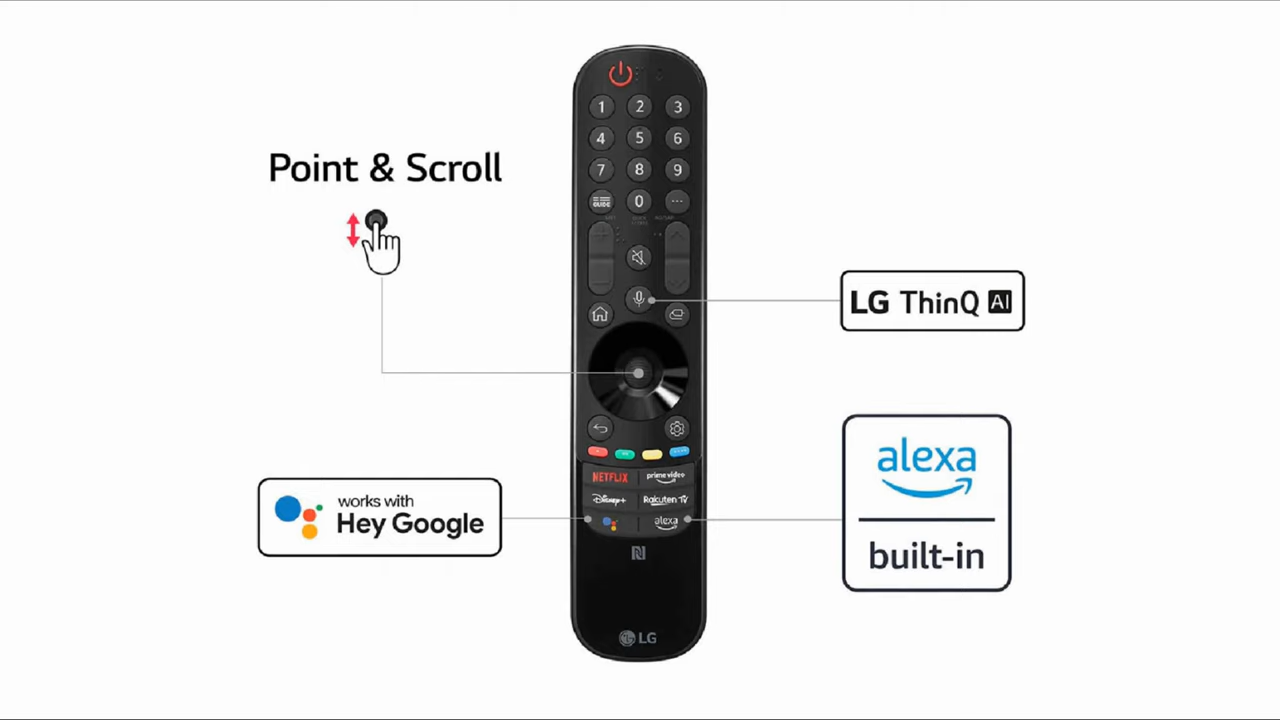 Point & Scroll
1 2 3
4 5 6
7 8 9
GUIDE 0 ...
LG ThinQ AI
NETFLIX prime video
Disney+ Rakuten TV
alexa
works with
Hey Google
alexa
built-in
LG